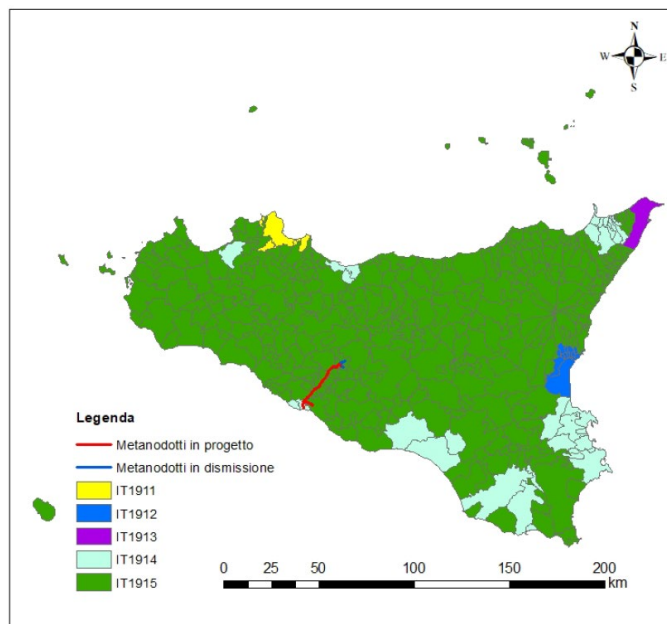 N
W E
S
Legenda
Metanodotti in progetto
Metanodotti in dismissione
IT1911
IT1912
IT1913
IT1914
IT1915
0 25 50 100 150 200
km